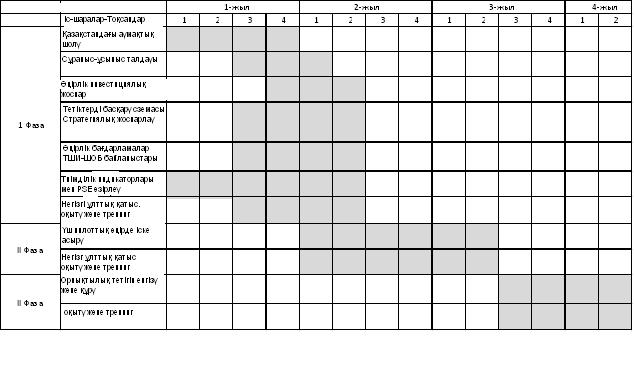 1-жыл 2-жыл 3-жыл 4-жыл
Іс-шаралар-Тоқсандар 1 2 3 4 1 2 3 4 1 2 3 4 1 2
1 Фаза
Қазақстандағы аумақтық
шолу
Сұраныс-ұсыныс талдауы
Өңірлік инвестициялық
жоспар
Тетіктерді басқару схемасы
Стратегиялық жоспарлау
Өңірлік бағдарламалар
ТШИ-ШОБ байланыстары
Тиімділік индикаторлары
мен PSE әзірлеу
Негізгі ұлттық қатыс.
оқыту және тренинг
II Фаза
Үш пилоттық өңірде іске
асыру
Негізгі ұлттық қатыс
оқыту және тренинг
II Фаза
Орнықтылық тетігін енгізу
және құру
оқыту және тренинг